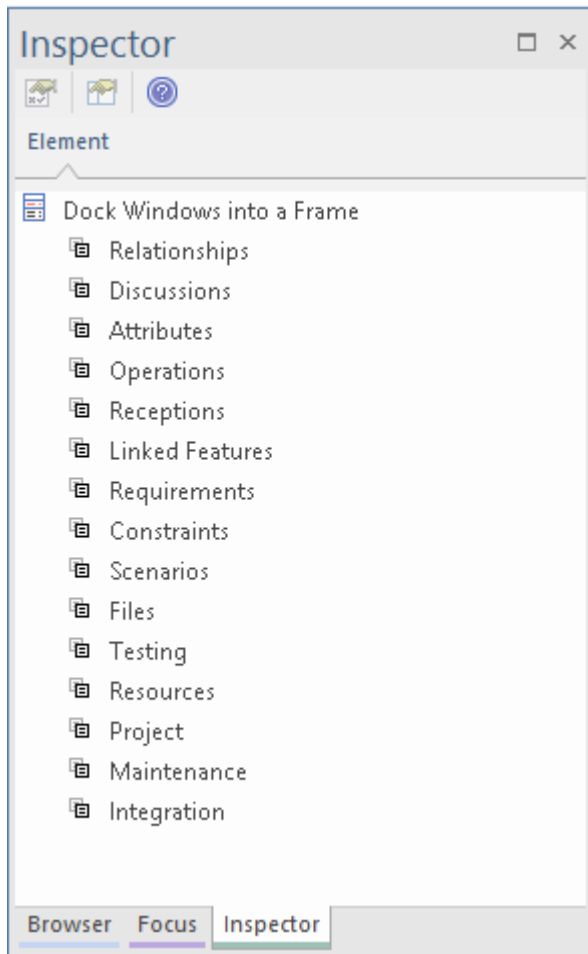 Inspector
Element
Dock Windows into a Frame
Relationships
Discussions
Attributes
Operations
Receptions
Linked Features
Requirements
Constraints
Scenarios
Files
Testing
Resources
Project
Maintenance
Integration
Browser Focus Inspector